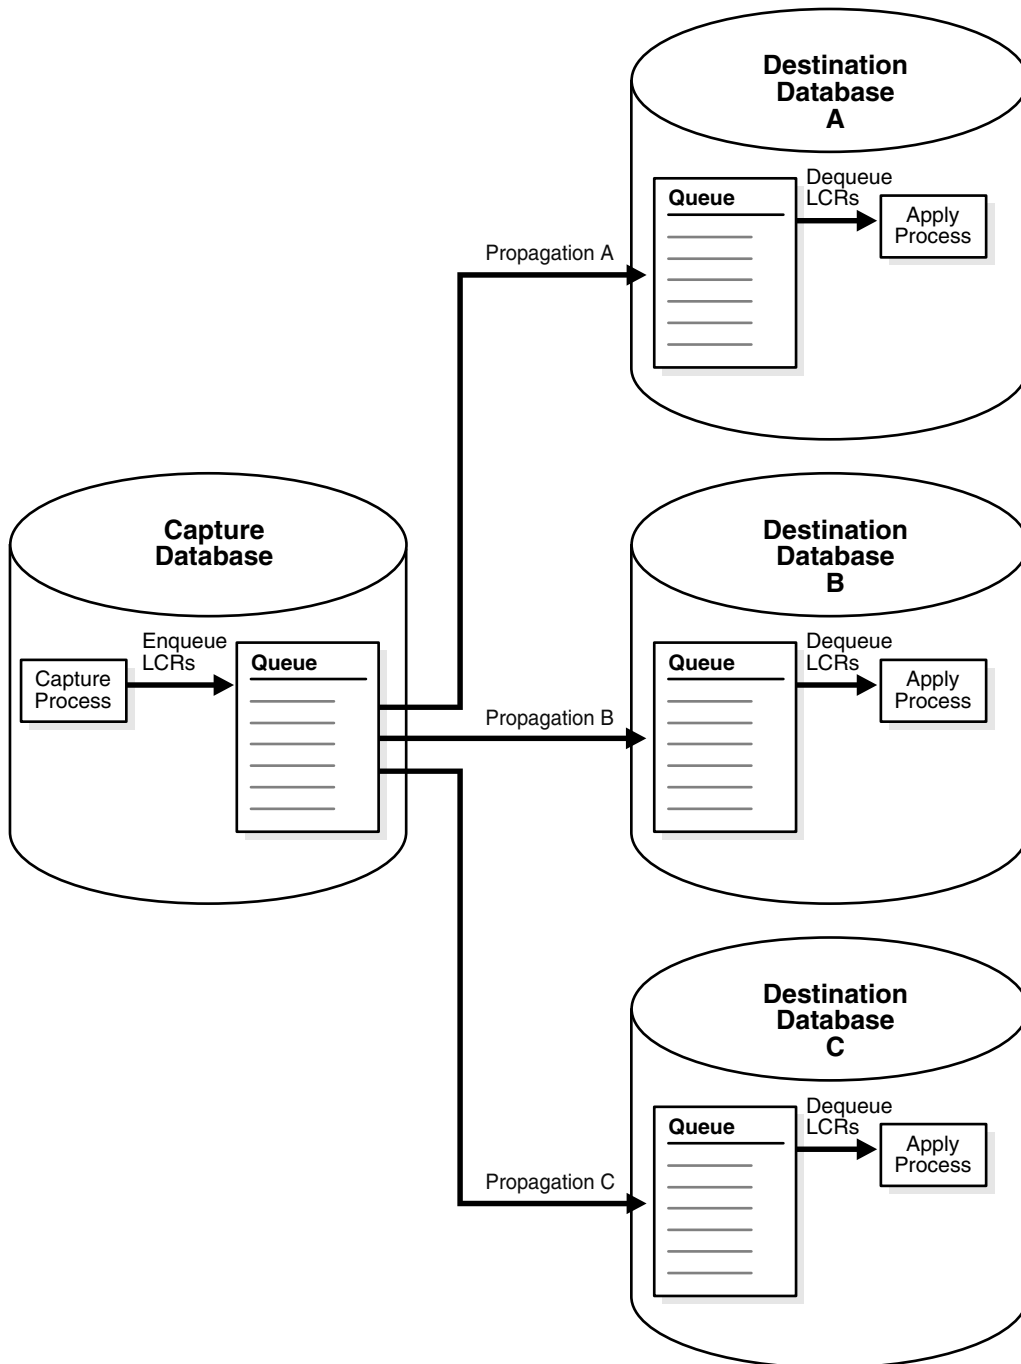 Destination
Database
A
Dequeue
LCRs
Queue
Apply
Process
Propagation A
Capture
Database
Enqueue
LCRs
Capture
Process
Queue
Propagation B
Destination
Database
B
Dequeue
LCRs
Queue
Apply
Process
Destination
Database
C
Dequeue
LCRs
Queue
Apply
Process
Propagation C